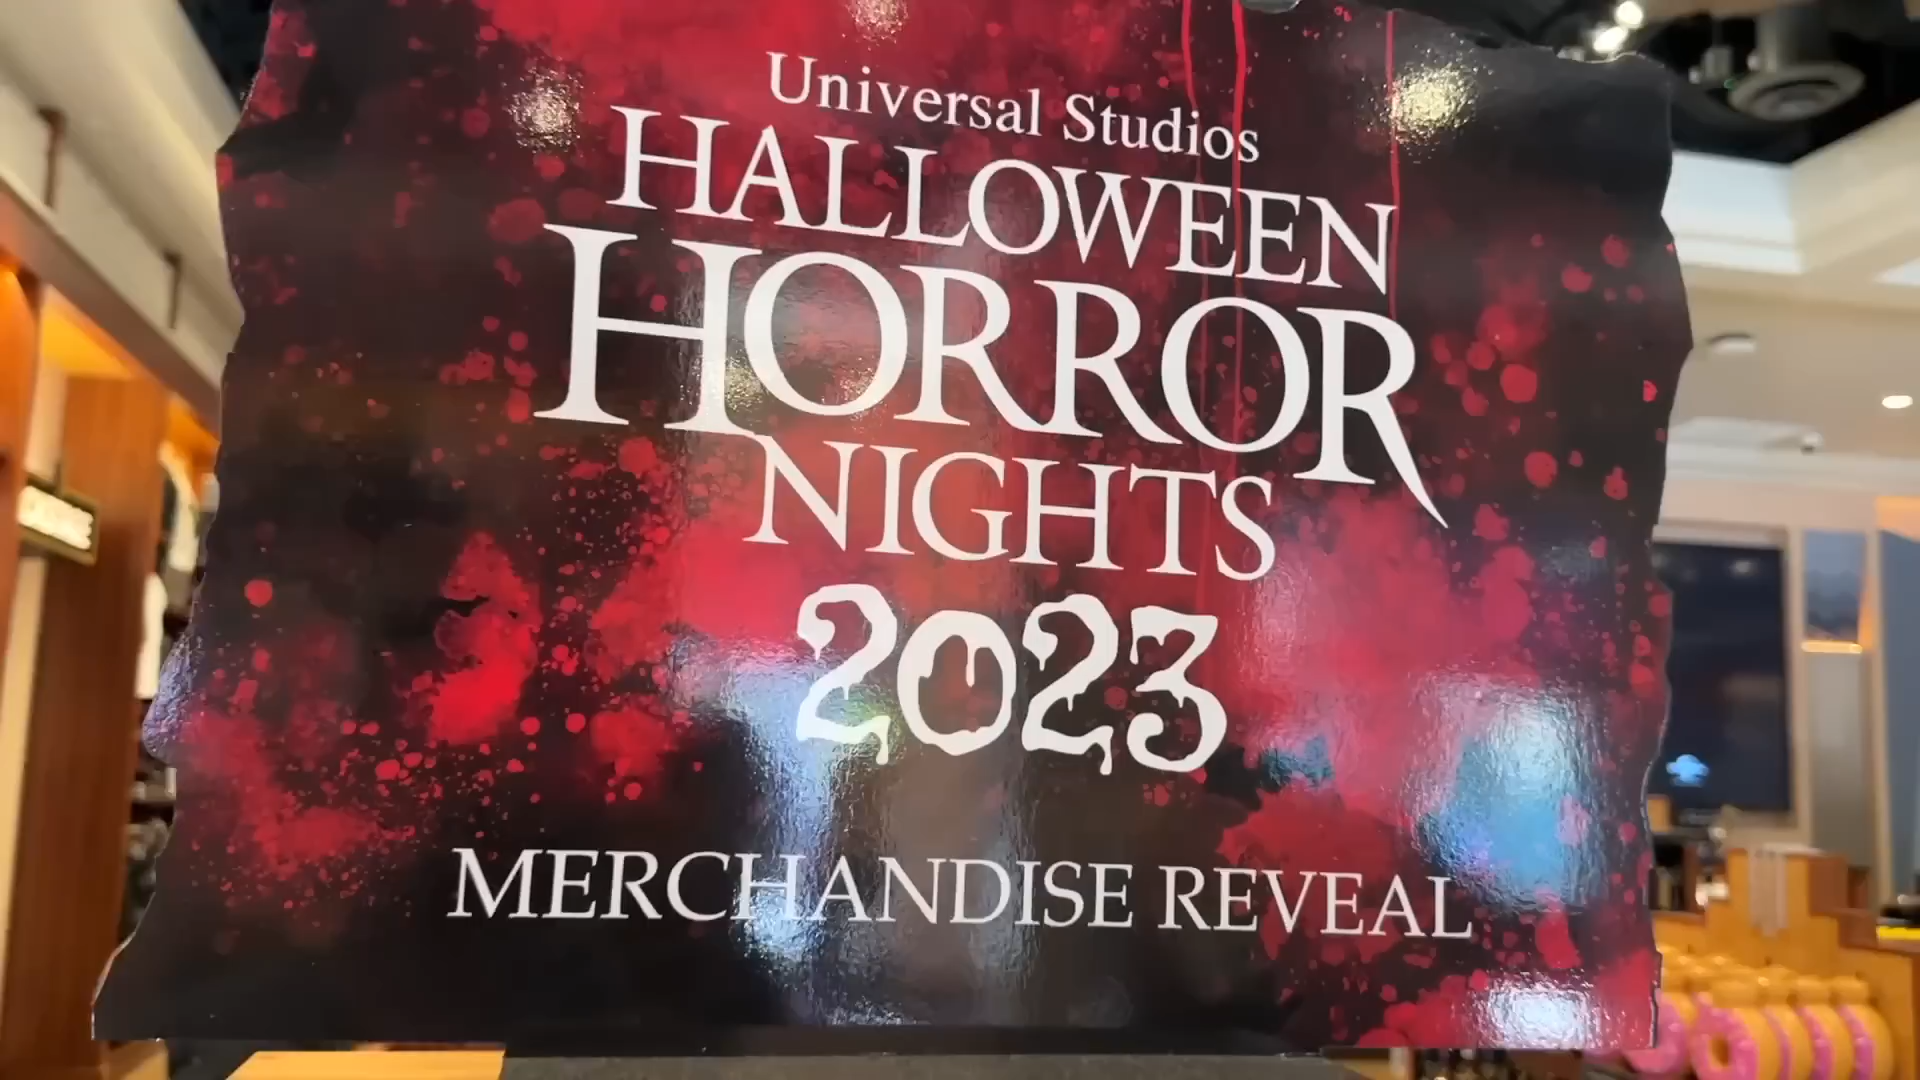 Universal Studios
HALLOWEEN
HORROR
NIGHTS
2023
MERCHANDISE REVEAL